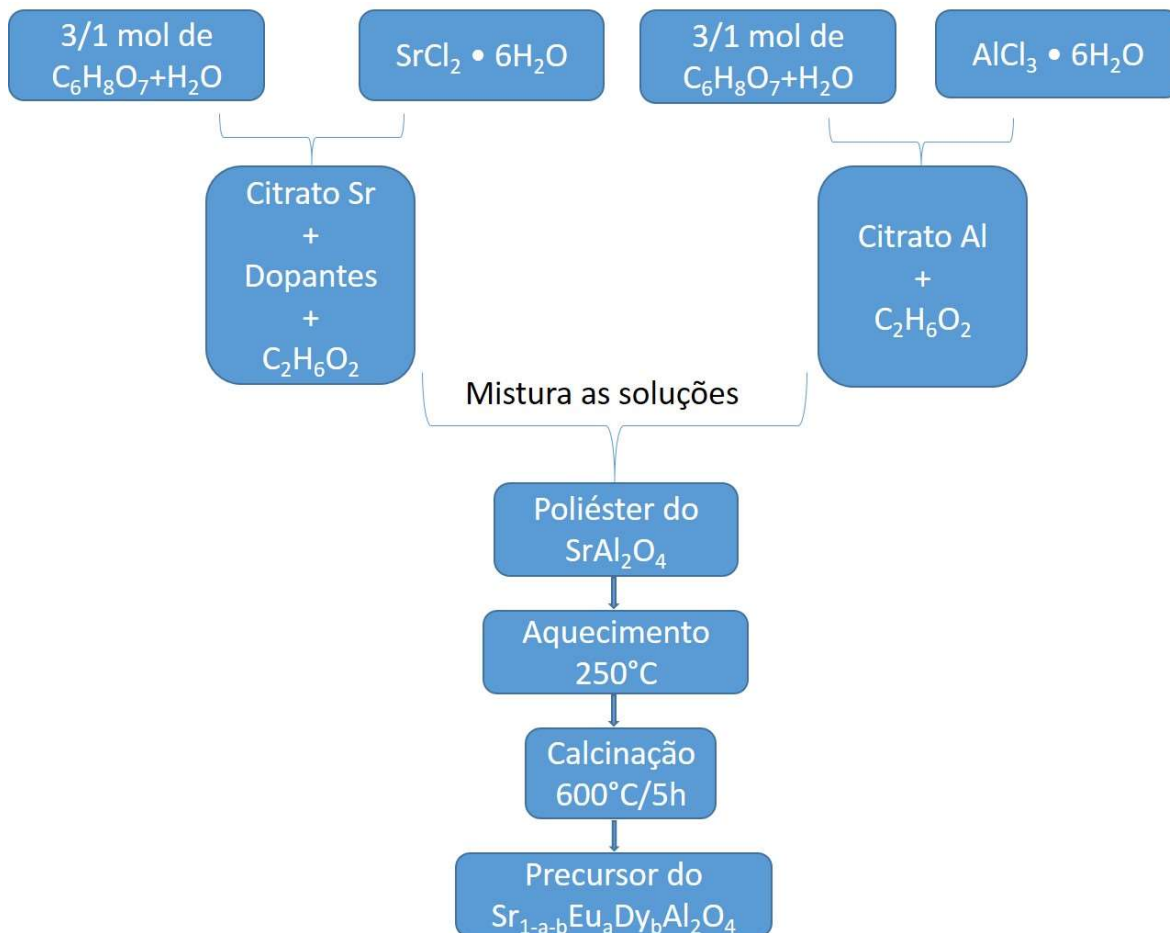 3/1 mol de
C₆H₈O₇+H₂O
SrCl₂ • 6H₂O
3/1 mol de
C₆H₈O₇+H₂O
AlCl₃ • 6H₂O
Citrato Sr
+
Dopantes
+
C₂H₆O₂
Citrato Al
+
C₂H₆O₂
Mistura as soluções
Poliéster do
SrAl₂O₄
Aquecimento
250°C
Calcinação
600°C/5h
Precursor do
Sr₁₋ₐ₋bEuₐDybAl₂O₄